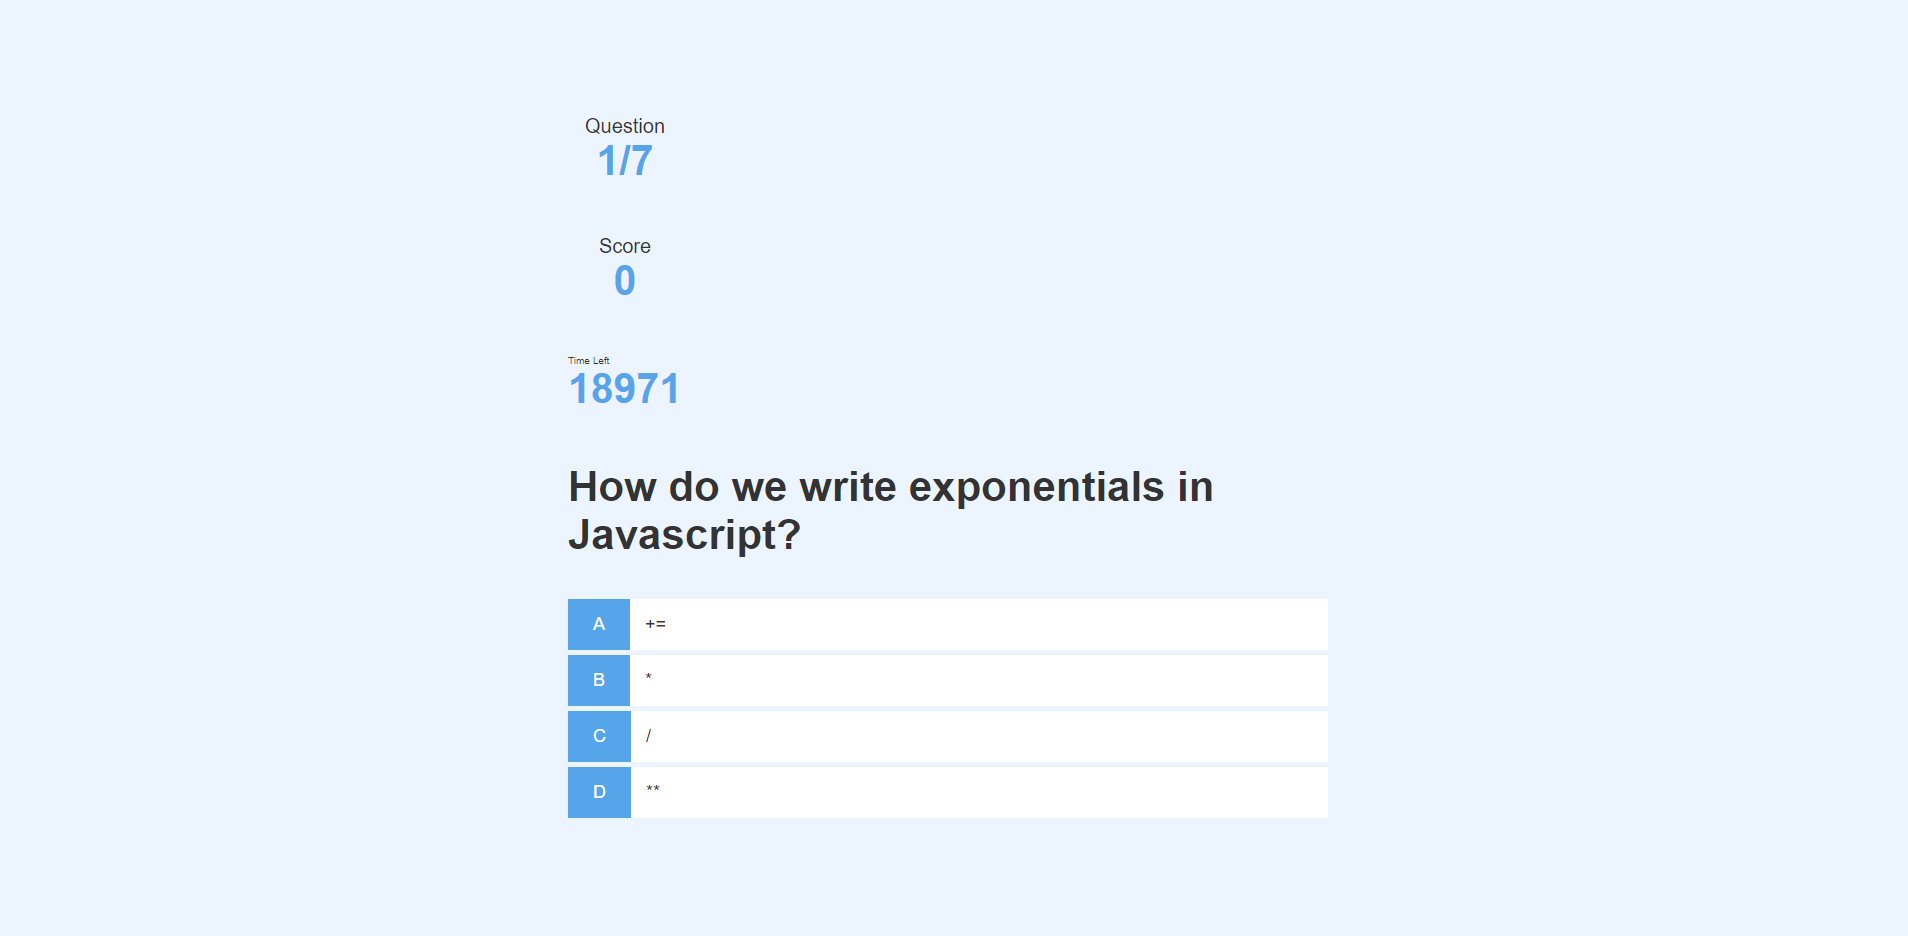 Question
1/7
Score
0
Time Left
18971
How do we write exponentials in
Javascript?
A +=
B *
C /
D **